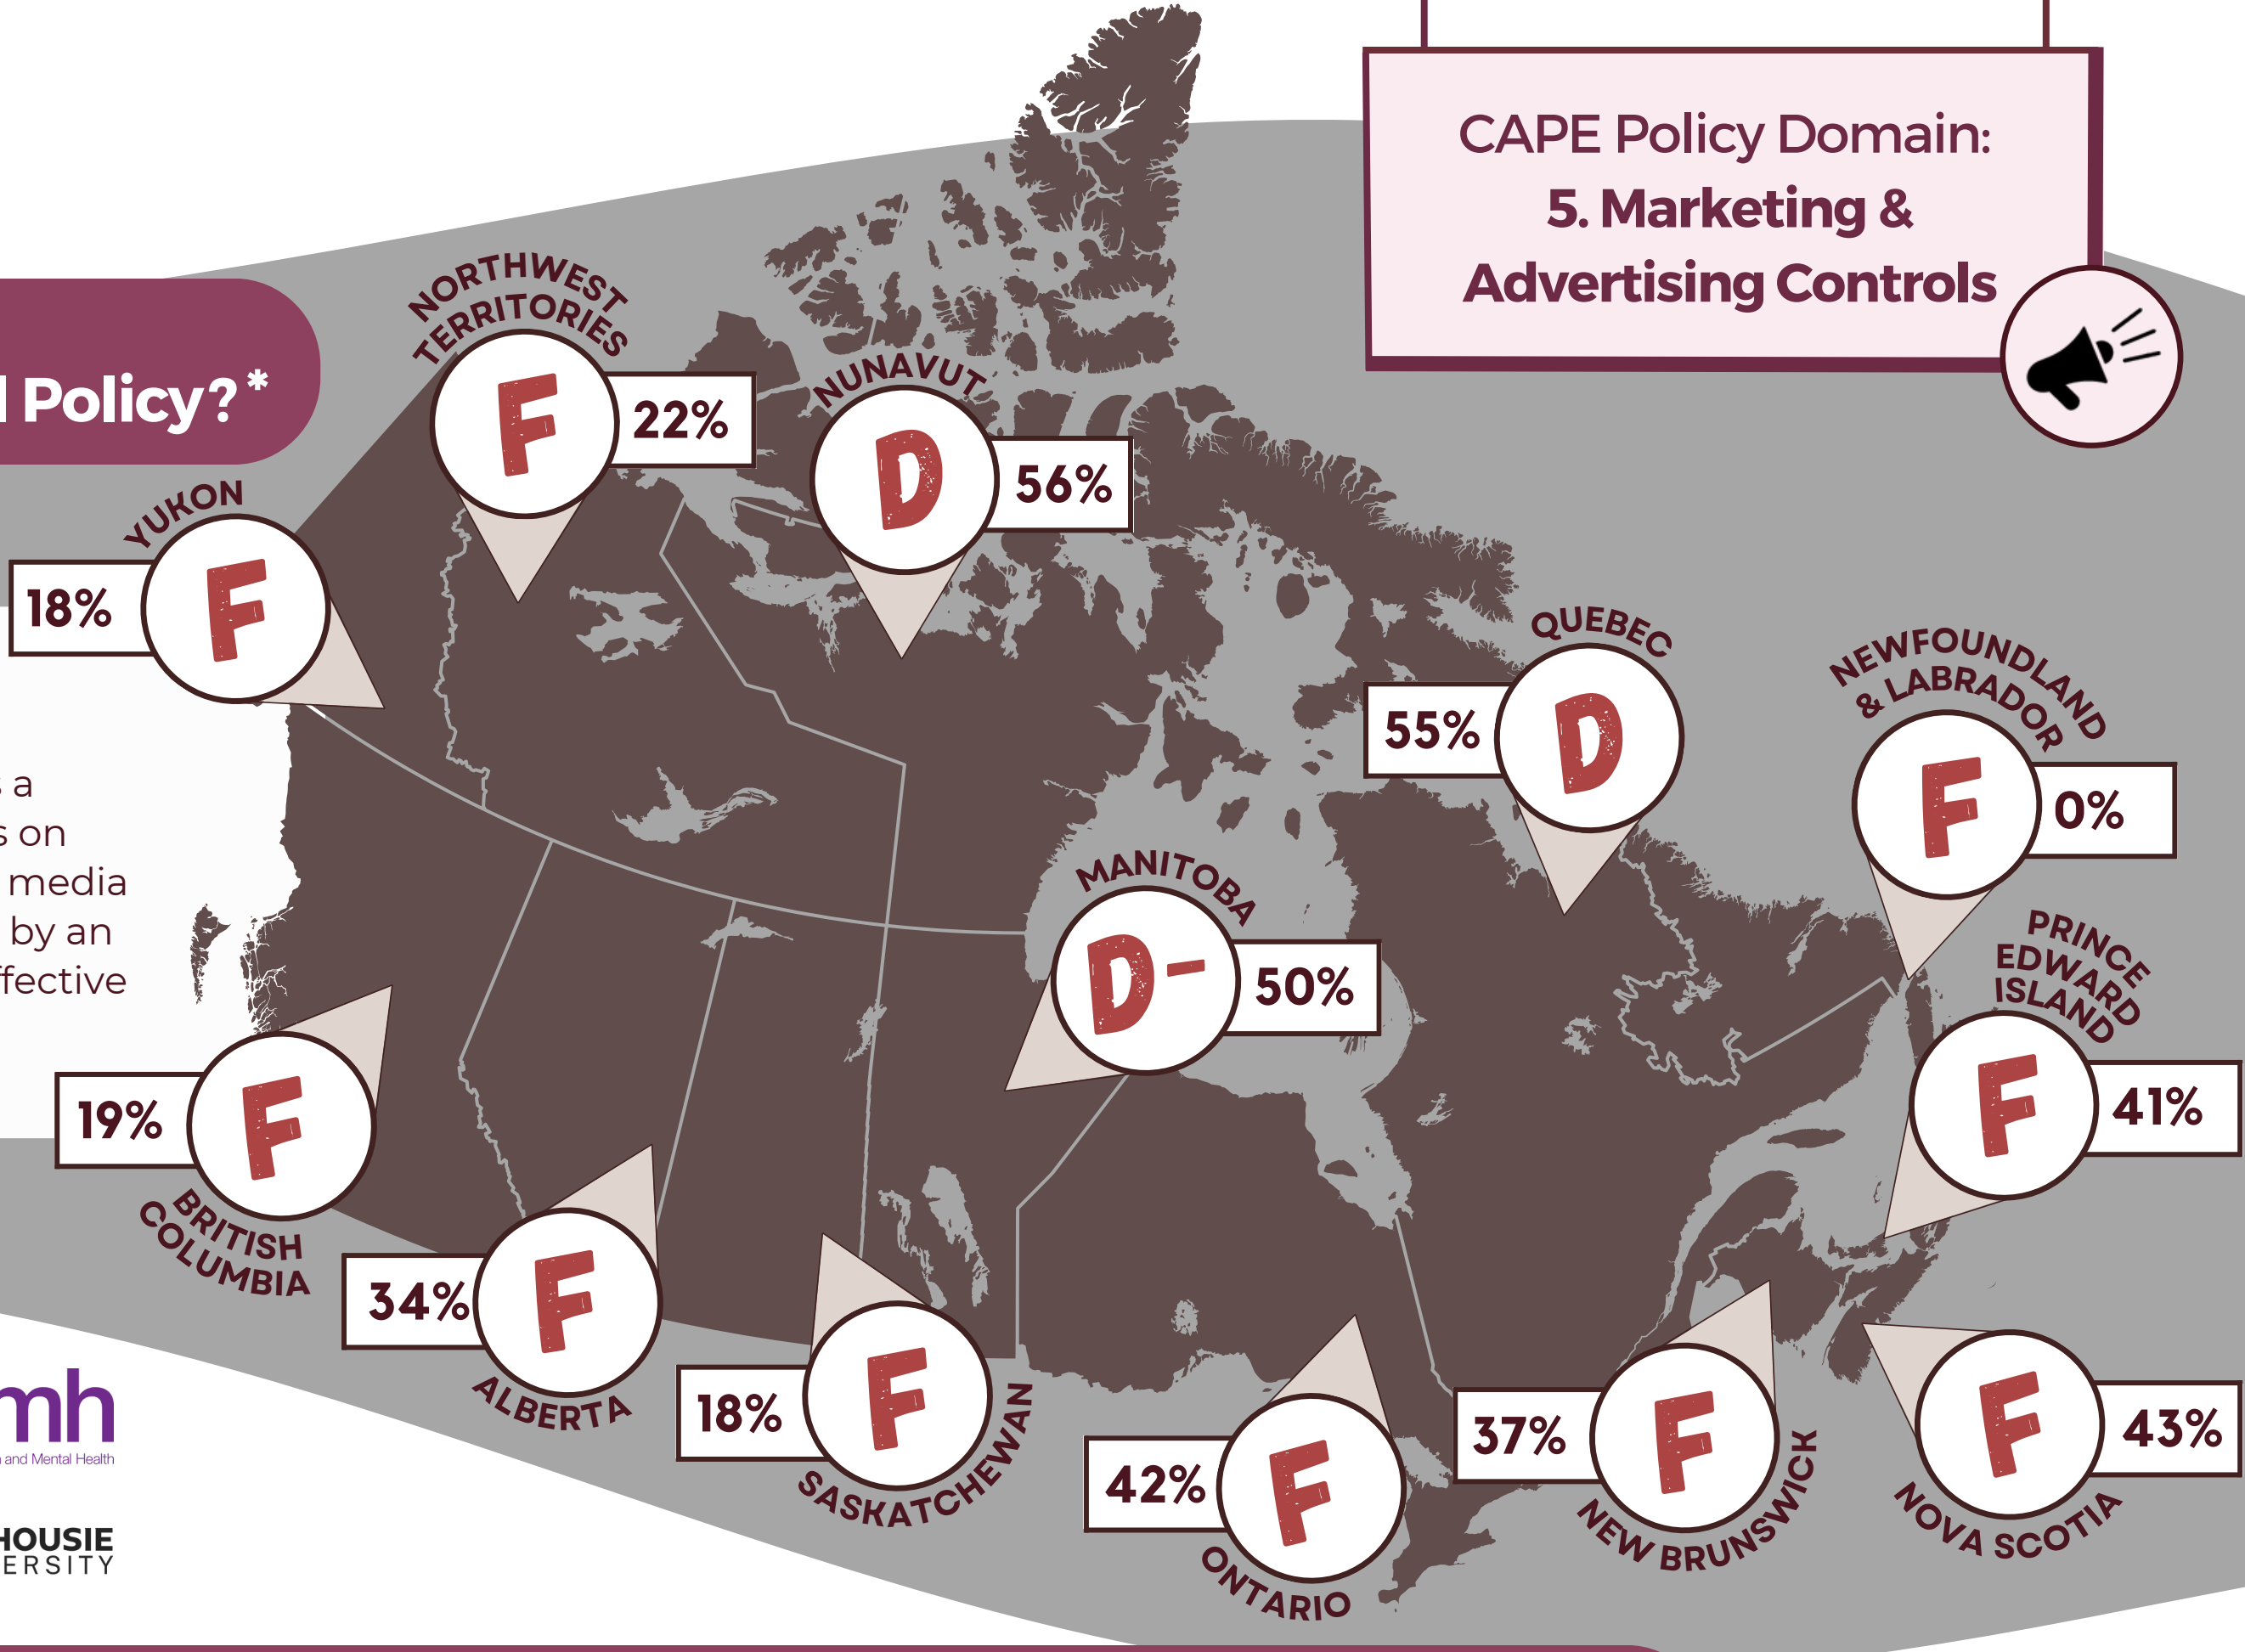 CAPE Policy Domain:
5. Marketing &
Advertising Controls
Policy?*
NORTHWEST
TERRITORIES
F
22%
NUNAVUT
D
56%
YUKON
18%
F
QUEBEC
55%
D
NEWFOUNDLAND
& LABRADOR
F
0%
a
on
media
by an
MANITOBA
D-
50%
PRINCE
EDWARD
ISLAND
F
41%
19%
F
BRITISH
COLUMBIA
34%
F
ALBERTA
18%
F
SASKATCHEWAN
42%
F
ONTARIO
37%
F
NEW BRUNSWICK
F
43%
NOVA SCOTIA
mh
and Mental Health
HOUSIE
ERSITY